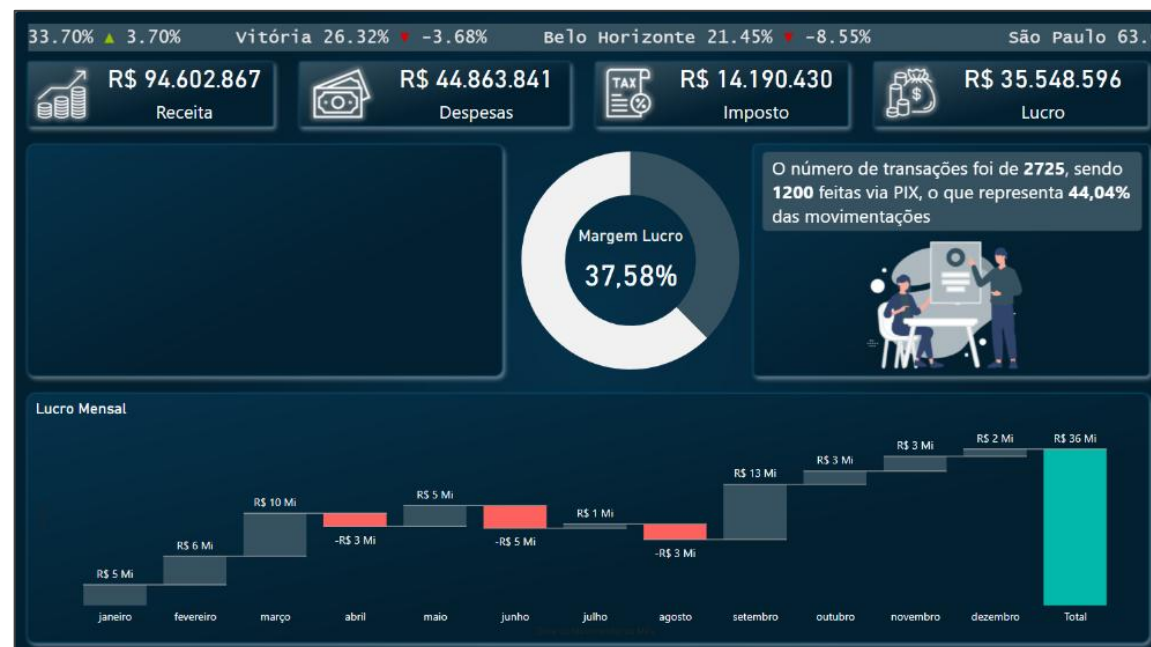 33.70% ▲ 3.70% Vitória 26.32% ▼ -3.68% Belo Horizonte 21.45% ▼ -8.55% São Paulo 63.
R$ 94.602.867
Receita
R$ 44.863.841
Despesas
TAX
R$ 14.190.430
Imposto
R$ 35.548.596
Lucro
Margem Lucro
37,58%
O número de transações foi de 2725, sendo
1200 feitas via PIX, o que representa 44,04%
das movimentações
Lucro Mensal
R$ 5 Mi
R$ 6 Mi
R$ 10 Mi
-R$ 3 Mi
R$ 5 Mi
-R$ 5 Mi
R$ 1 Mi
-R$ 3 Mi
R$ 13 Mi
R$ 3 Mi
R$ 3 Mi
R$ 2 Mi
R$ 36 Mi
janeiro fevereiro março abril maio junho julho agosto setembro outubro novembro dezembro Total